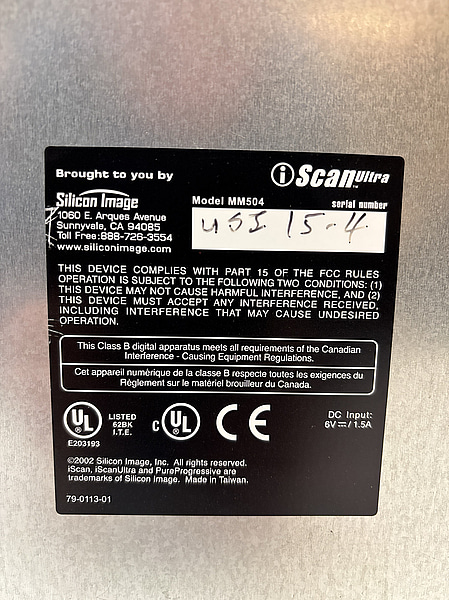 Brought to you by
iScan Ultra™
Silicon Image
Model MM504
serial number
1060 E. Arques Avenue
Sunnyvale, CA 94085
Toll Free:888-726-3554
www.siliconimage.com
USI 15-4
THIS DEVICE COMPLIES WITH PART 15 OF THE FCC RULES
OPERATION IS SUBJECT TO THE FOLLOWING TWO CONDITIONS: (1)
THIS DEVICE MAY NOT CAUSE HARMFUL INTERFERENCE, AND (2)
THIS DEVICE MUST ACCEPT ANY INTERFERENCE RECEIVED,
INCLUDING INTERFERENCE THAT MAY CAUSE UNDESIRED
OPERATION.
This Class B digital apparatus meets all requirements of the Canadian
Interference - Causing Equipment Regulations.
Cet appareil numérique de la classe B respecte toutes les exigences du
Règlement sur le matériel brouilleur du Canada.
UL
LISTED
62BK
I.T.E.
E203193
C UL
CE
DC Input:
6V⎓/ 1.5A
©2002 Silicon Image, Inc. All rights reserved.
iScan, iScanUltra and PureProgressive are
trademarks of Silicon Image. Made in Taiwan.
79-0113-01